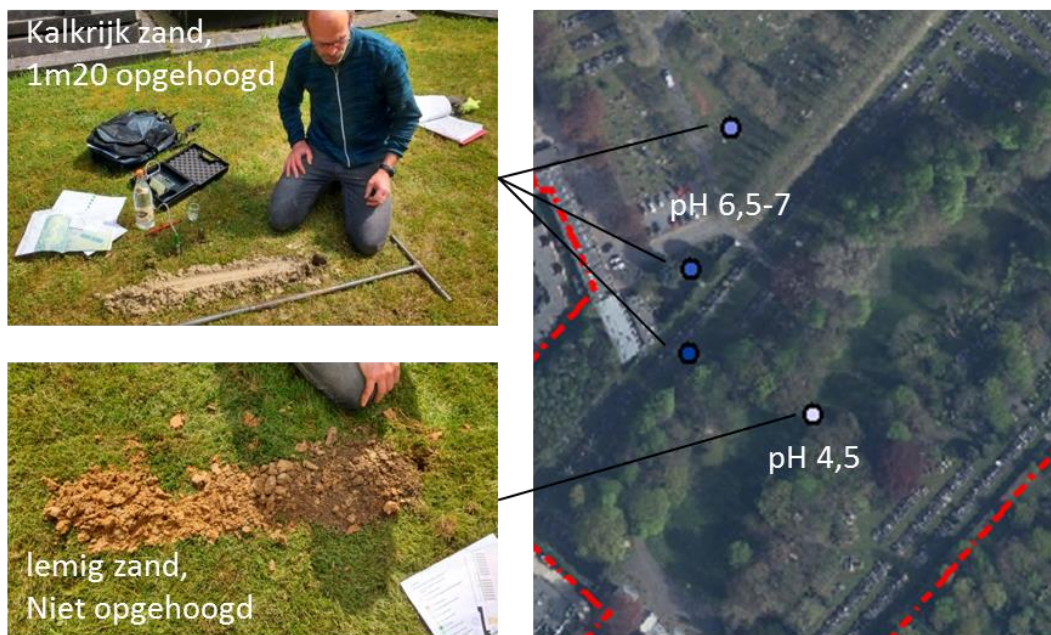 Kalkrijk zand,
1m20 opgehoogd
pH 6,5-7
pH 4,5
lemig zand,
Niet opgehoogd